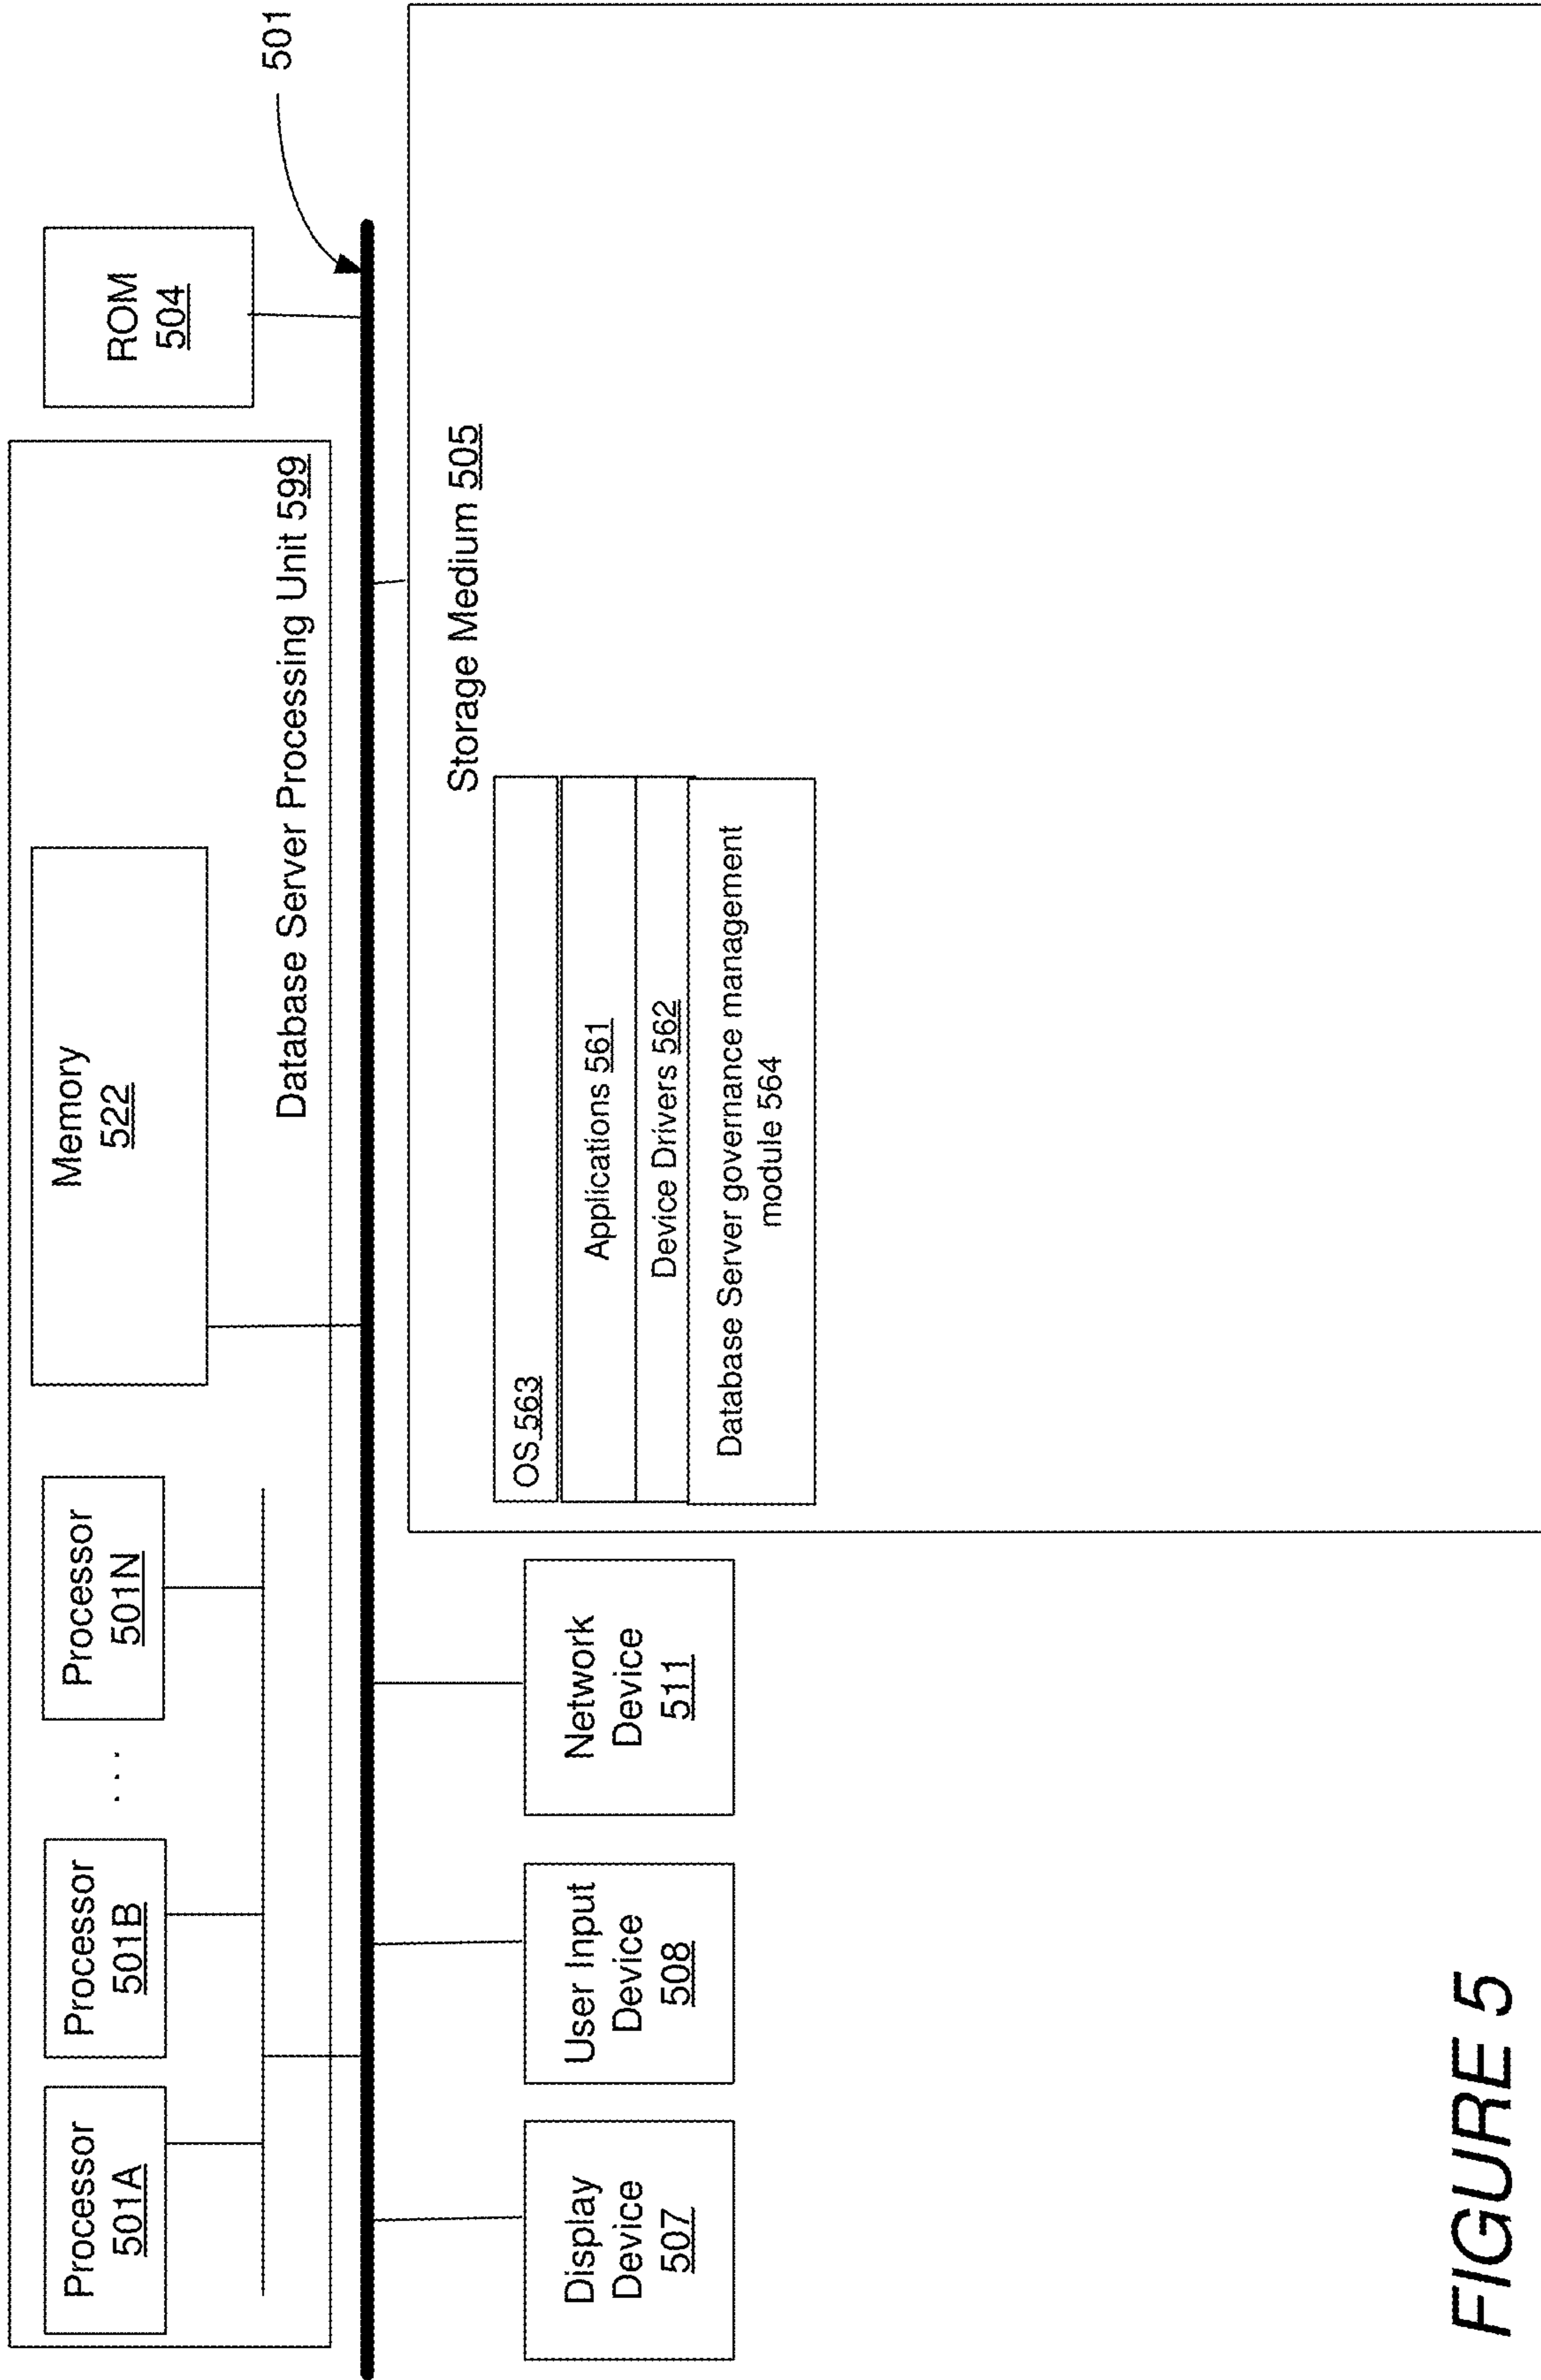 Processor
501A
Processor
501B
. . .
Processor
501N
Memory
522
Database Server Processing Unit 599
ROM
504
501
Display
Device
507
User Input
Device
508
Network
Device
511
Storage Medium 505
OS 563
Applications 561
Device Drivers 562
Database Server governance management
module 564
FIGURE 5